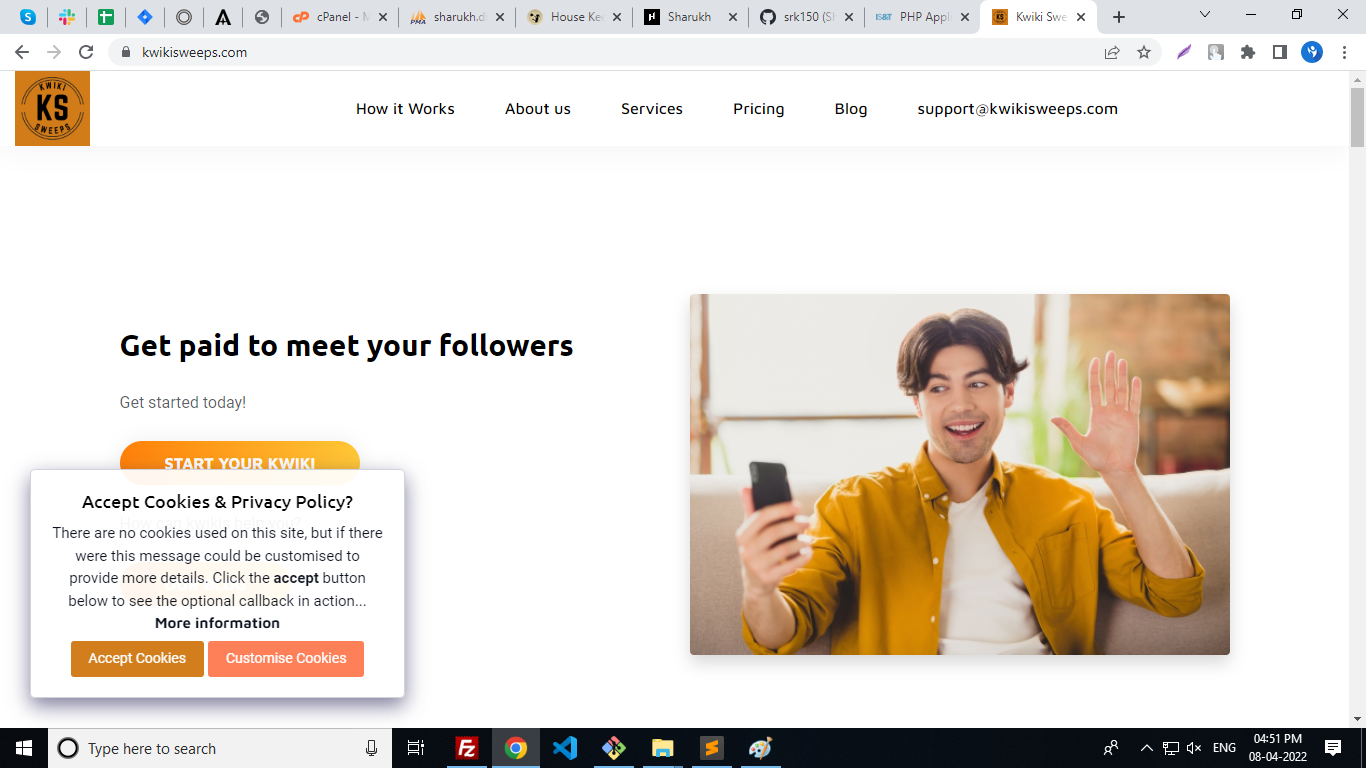 cPanel - M
sharukh.d
House Kee
Sharukh
srk150 (Sh
PHP Appl
Kwiki Swe
kwikisweeps.com
KWIKI
KS
SWEEPS
How it Works
About us
Services
Pricing
Blog
support@kwikisweeps.com
Get paid to meet your followers
Get started today!
START YOUR KWIKI
Accept Cookies & Privacy Policy?
There are no cookies used on this site, but if there
were this message could be customised to
provide more details. Click the accept button
below to see the optional callback in action...
More information
Accept Cookies
Customise Cookies
Type here to search
ENG
04:51 PM
08-04-2022